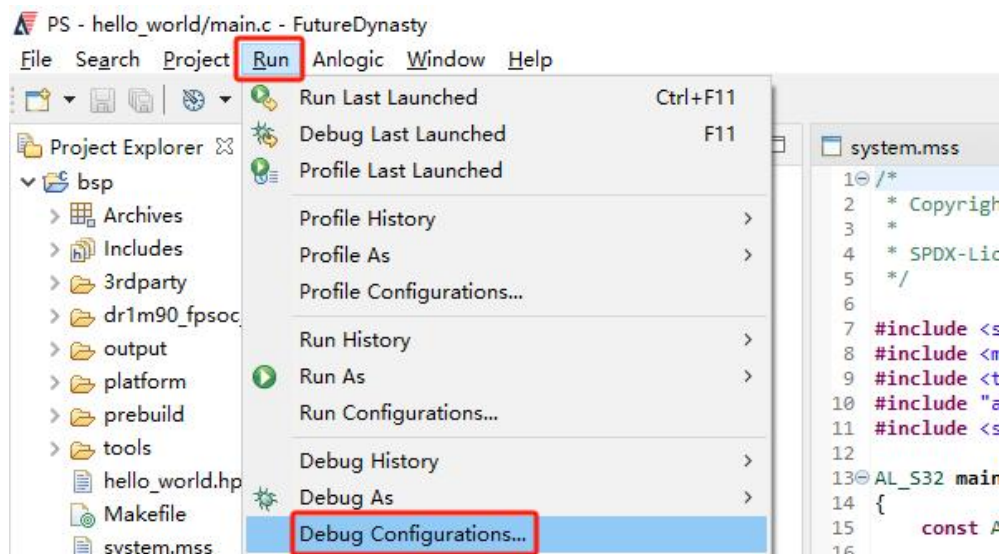 PS - hello_world/main.c - FutureDynasty
File Search Project Run Anlogic Window Help
Run Last Launched Ctrl+F11
Debug Last Launched F11
Profile Last Launched
Profile History
Profile As
Profile Configurations...
Run History
Run As
Run Configurations...
Debug History
Debug As
Debug Configurations...
Project Explorer
bsp
Archives
Includes
3rdparty
dr1m90_fpsoc
output
platform
prebuild
tools
hello_world.hp
Makefile
system.mss
system.mss
1 /*
2 * Copyrigh
3 *
4 * SPDX-Lic
5 */
6
7 #include <s
8 #include <m
9 #include <t
10 #include "a
11 #include <s
12
13 AL_S32 main
14 {
15 const A
16